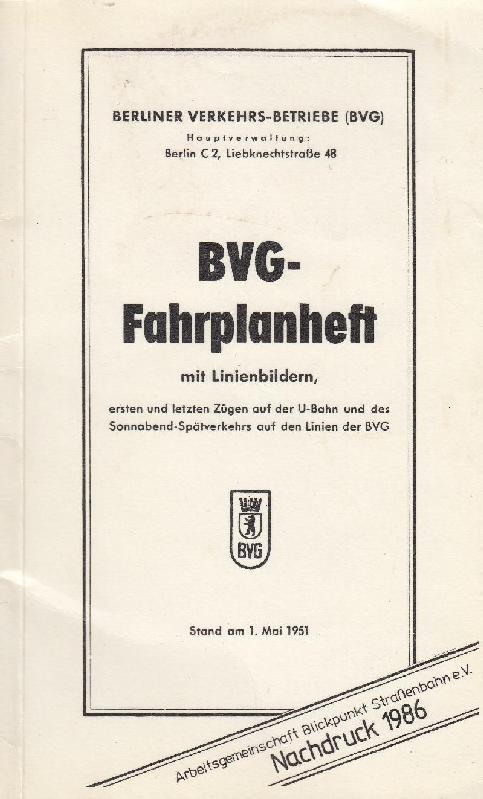 BERLINER VERKEHRS-BETRIEBE (BVG)
Hauptverwaltung:
Berlin C 2, Liebknechtstraße 48
BVG-
Fahrplanheft
mit Linienbildern,
ersten und letzten Zügen auf der U-Bahn und des
Sonnabend-Spätverkehrs auf den Linien der BVG
BVG
Stand am 1. Mai 1951
Arbeitsgemeinschaft Blickpunkt Straßenbahn e.V.
Nachdruck 1986